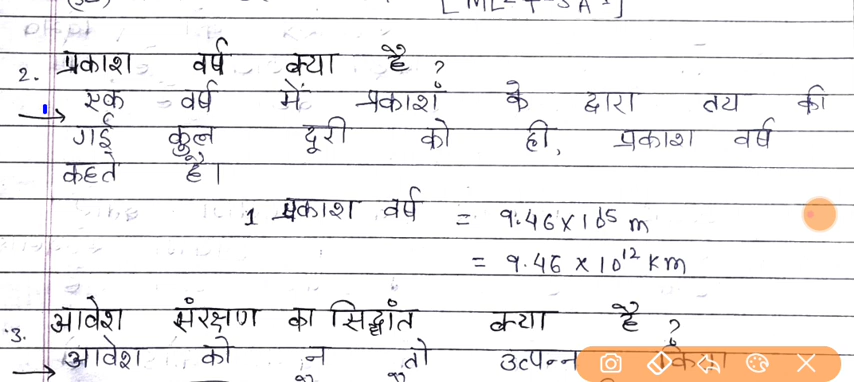 2. प्रकाश वर्ष क्या है ?
एक वर्ष में प्रकाश के द्वारा तय की
गई कुल दूरी को ही, प्रकाश वर्ष
कहते है।
1 प्रकाश वर्ष = 9.46 × 10¹⁵ m
= 9.46 × 10¹² Km
3. आवेश संरक्षण का सिद्धांत क्या है ?
→ आवेश को न तो उत्पन्न किया